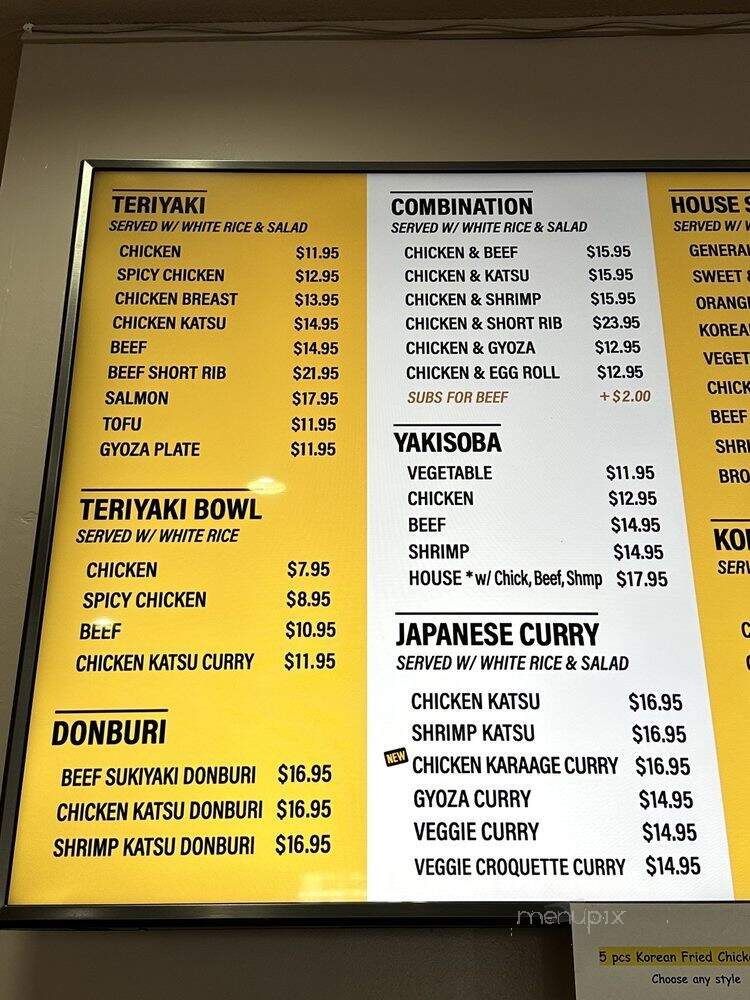 TERIYAKI
SERVED W/ WHITE RICE & SALAD
CHICKEN $11.95
SPICY CHICKEN $12.95
CHICKEN BREAST $13.95
CHICKEN KATSU $14.95
BEEF $14.95
BEEF SHORT RIB $21.95
SALMON $17.95
TOFU $11.95
GYOZA PLATE $11.95
TERIYAKI BOWL
SERVED W/ WHITE RICE
CHICKEN $7.95
SPICY CHICKEN $8.95
BEEF $10.95
CHICKEN KATSU CURRY $11.95
DONBURI
BEEF SUKIYAKI DONBURI $16.95
CHICKEN KATSU DONBURI $16.95
SHRIMP KATSU DONBURI $16.95
COMBINATION
SERVED W/ WHITE RICE & SALAD
CHICKEN & BEEF $15.95
CHICKEN & KATSU $15.95
CHICKEN & SHRIMP $15.95
CHICKEN & SHORT RIB $23.95
CHICKEN & GYOZA $12.95
CHICKEN & EGG ROLL $12.95
SUBS FOR BEEF +$2.00
YAKISOBA
VEGETABLE $11.95
CHICKEN $12.95
BEEF $14.95
SHRIMP $14.95
HOUSE *w/ Chick, Beef, Shmp $17.95
JAPANESE CURRY
SERVED W/ WHITE RICE & SALAD
CHICKEN KATSU $16.95
SHRIMP KATSU $16.95
NEW CHICKEN KARAAGE CURRY $16.95
GYOZA CURRY $14.95
VEGGIE CURRY $14.95
VEGGIE CROQUETTE CURRY $14.95
HOUSE
SERVED W/
SWEET
BEEF
menupix
5 pcs Korean Fried
Choose any style